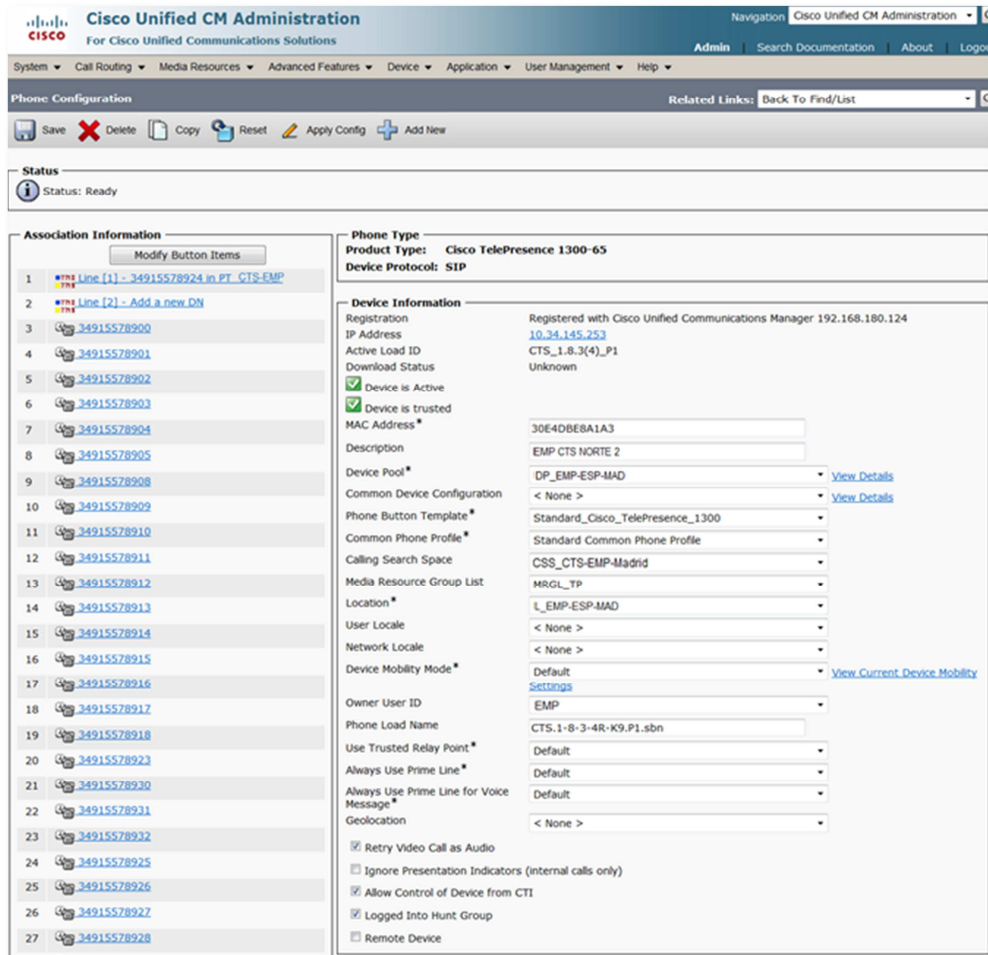 Cisco Unified CM Administration
CISCO
For Cisco Unified Communications Solutions
Navigation Cisco Unified CM Administration
Admin Search Documentation About Logou
System Call Routing Media Resources Advanced Features Device Application User Management Help
Phone Configuration
Related Links: Back To Find/List
Save Delete Copy Reset Apply Config Add New
Status
Status: Ready
Association Information
Modify Button Items
1 Line [1] - 34915578924 in PT CTS-EMP
2 Line [2] - Add a new DN
3 34915578900
4 34915578901
5 34915578902
6 34915578903
7 34915578904
8 34915578905
9 34915578908
10 34915578909
11 34915578910
12 34915578911
13 34915578912
14 34915578913
15 34915578914
16 34915578915
17 34915578916
18 34915578917
19 34915578918
20 34915578923
21 34915578930
22 34915578931
23 34915578932
24 34915578925
25 34915578926
26 34915578927
27 34915578928
Phone Type
Product Type: Cisco TelePresence 1300-65
Device Protocol: SIP
Device Information
Registration Registered with Cisco Unified Communications Manager 192.168.180.124
IP Address 10.34.145.253
Active Load ID CTS_1.8.3(4)_P1
Download Status Unknown
Device is Active
Device is trusted
MAC Address* 30E4DBE8A1A3
Description EMP CTS NORTE 2
Device Pool* DP_EMP-ESP-MAD View Details
Common Device Configuration < None > View Details
Phone Button Template* Standard_Cisco_TelePresence_1300
Common Phone Profile* Standard Common Phone Profile
Calling Search Space CSS_CTS-EMP-Madrid
Media Resource Group List MRGL_TP
Location* L_EMP-ESP-MAD
User Locale < None >
Network Locale < None >
Device Mobility Mode* Default View Current Device Mobility
Settings
Owner User ID EMP
Phone Load Name CTS.1-8-3-4R-K9.P1.sbn
Use Trusted Relay Point* Default
Always Use Prime Line* Default
Always Use Prime Line for Voice
Message* Default
Geolocation < None >
Retry Video Call as Audio
Ignore Presentation Indicators (internal calls only)
Allow Control of Device from CTI
Logged Into Hunt Group
Remote Device